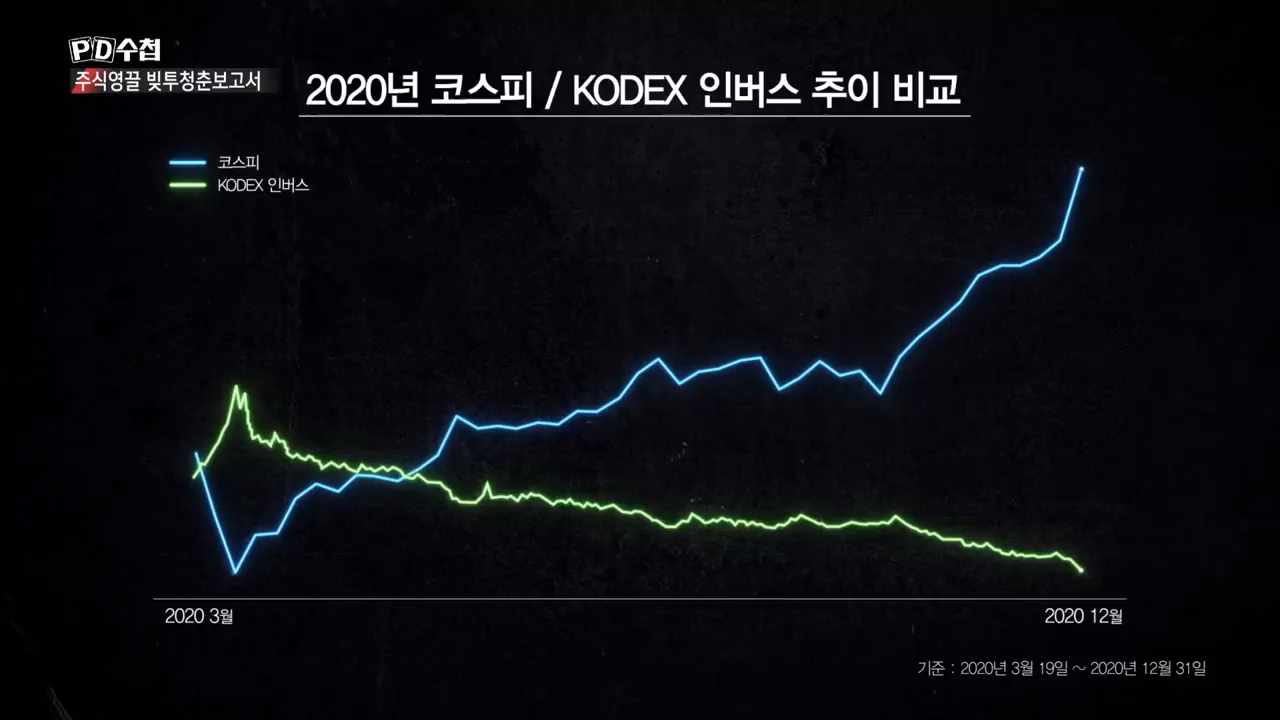 PD수첩
주식영끌 빚투청춘보고서
2020년 코스피 / KODEX 인버스 추이 비교
코스피
KODEX 인버스
2020 3월
2020 12월
기준 : 2020년 3월 19일 ~ 2020년 12월 31일